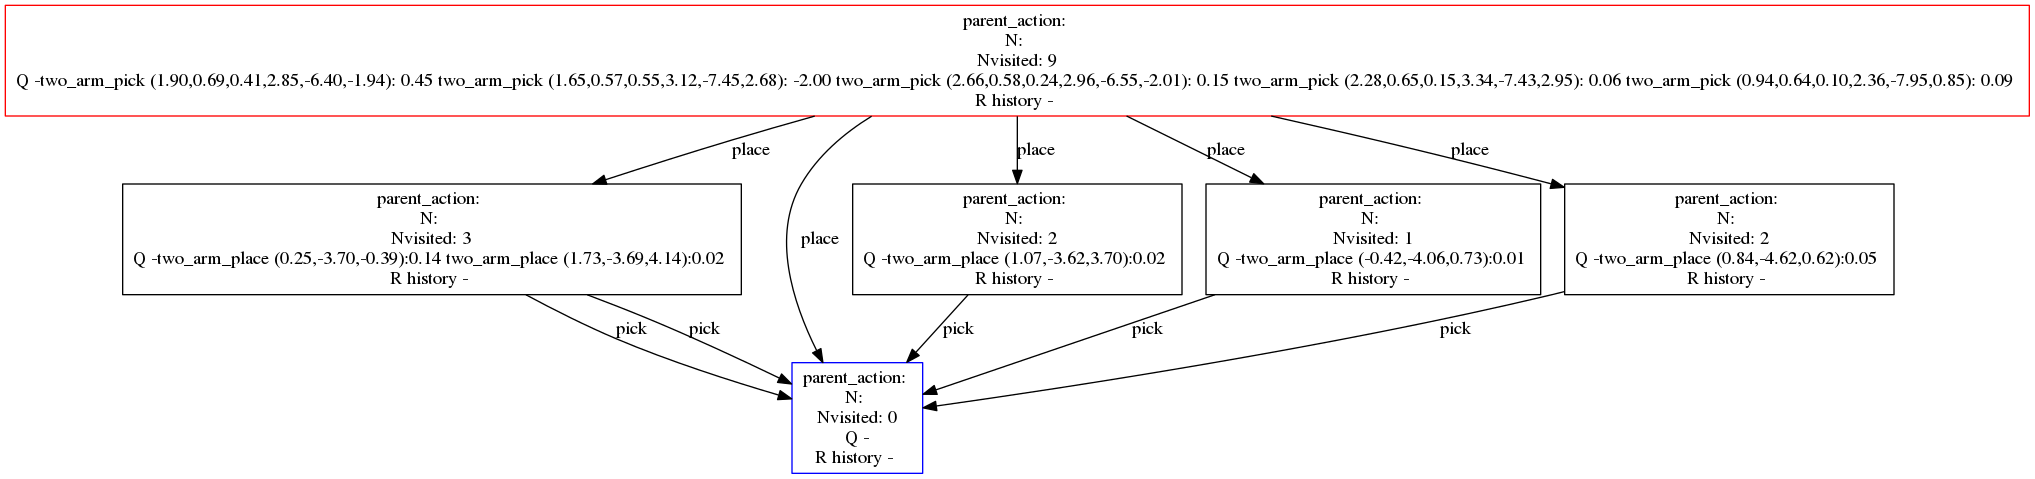 parent_action:
N:
Nvisited: 9
Q -two_arm_pick (1.90,0.69,0.41,2.85,-6.40,-1.94): 0.45 two_arm_pick (1.65,0.57,0.55,3.12,-7.45,2.68): -2.00 two_arm_pick (2.66,0.58,0.24,2.96,-6.55,-2.01): 0.15 two_arm_pick (2.28,0.65,0.15,3.34,-7.43,2.95): 0.06 two_arm_pick (0.94,0.64,0.10,2.36,-7.95,0.85): 0.09
R history -
place
place
place
place
place
parent_action:
N:
Nvisited: 3
Q -two_arm_place (0.25,-3.70,-0.39):0.14 two_arm_place (1.73,-3.69,4.14):0.02
R history -
parent_action:
N:
Nvisited: 2
Q -two_arm_place (1.07,-3.62,3.70):0.02
R history -
parent_action:
N:
Nvisited: 1
Q -two_arm_place (-0.42,-4.06,0.73):0.01
R history -
parent_action:
N:
Nvisited: 2
Q -two_arm_place (0.84,-4.62,0.62):0.05
R history -
pick
pick
pick
pick
pick
parent_action:
N:
Nvisited: 0
Q -
R history -